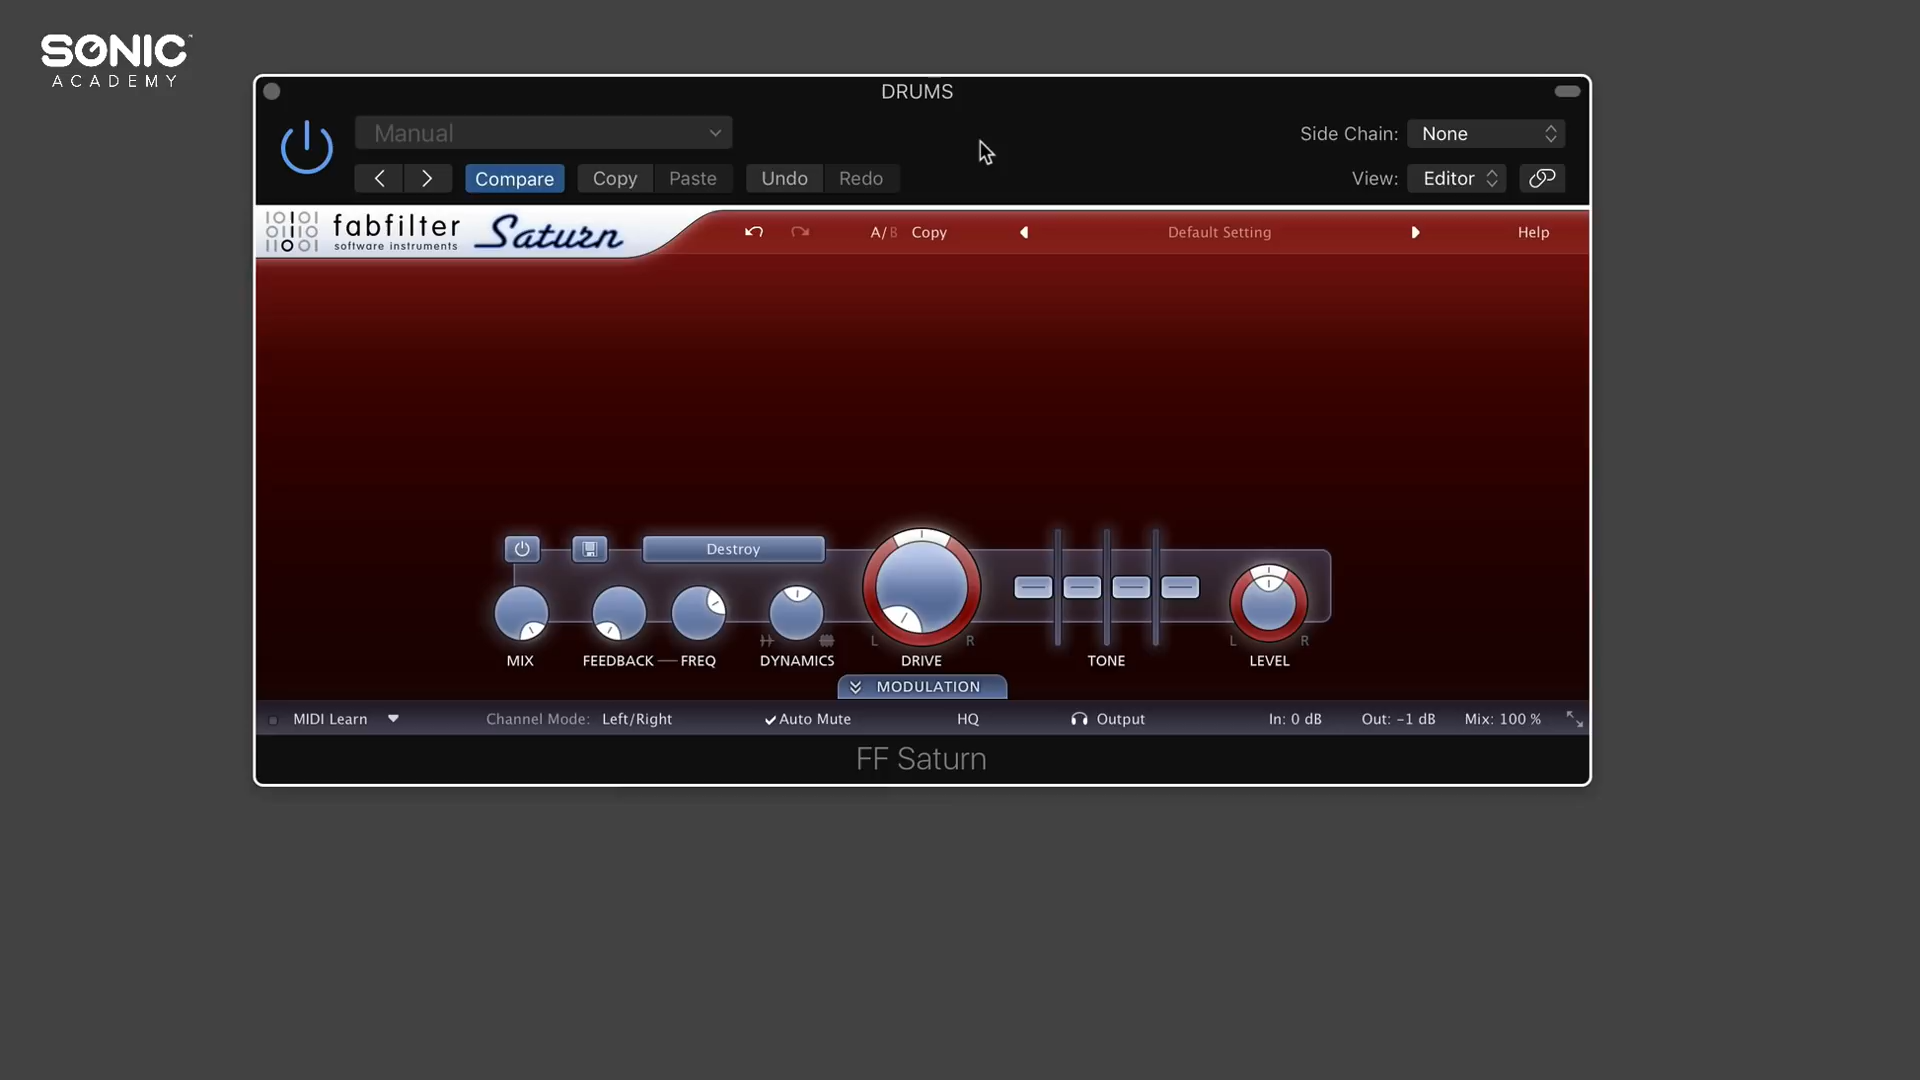 SONIC
ACADEMY
DRUMS
Manual
Side Chain: None
Compare Copy Paste Undo Redo
View: Editor
fabfilter Saturn
software instruments
A/B Copy Default Setting Help
Destroy
L R L R
MIX FEEDBACK FREQ DYNAMICS DRIVE TONE LEVEL
MODULATION
MIDI Learn Channel Mode: Left/Right Auto Mute HQ Output In: 0 dB Out: -1 dB Mix: 100 %
FF Saturn